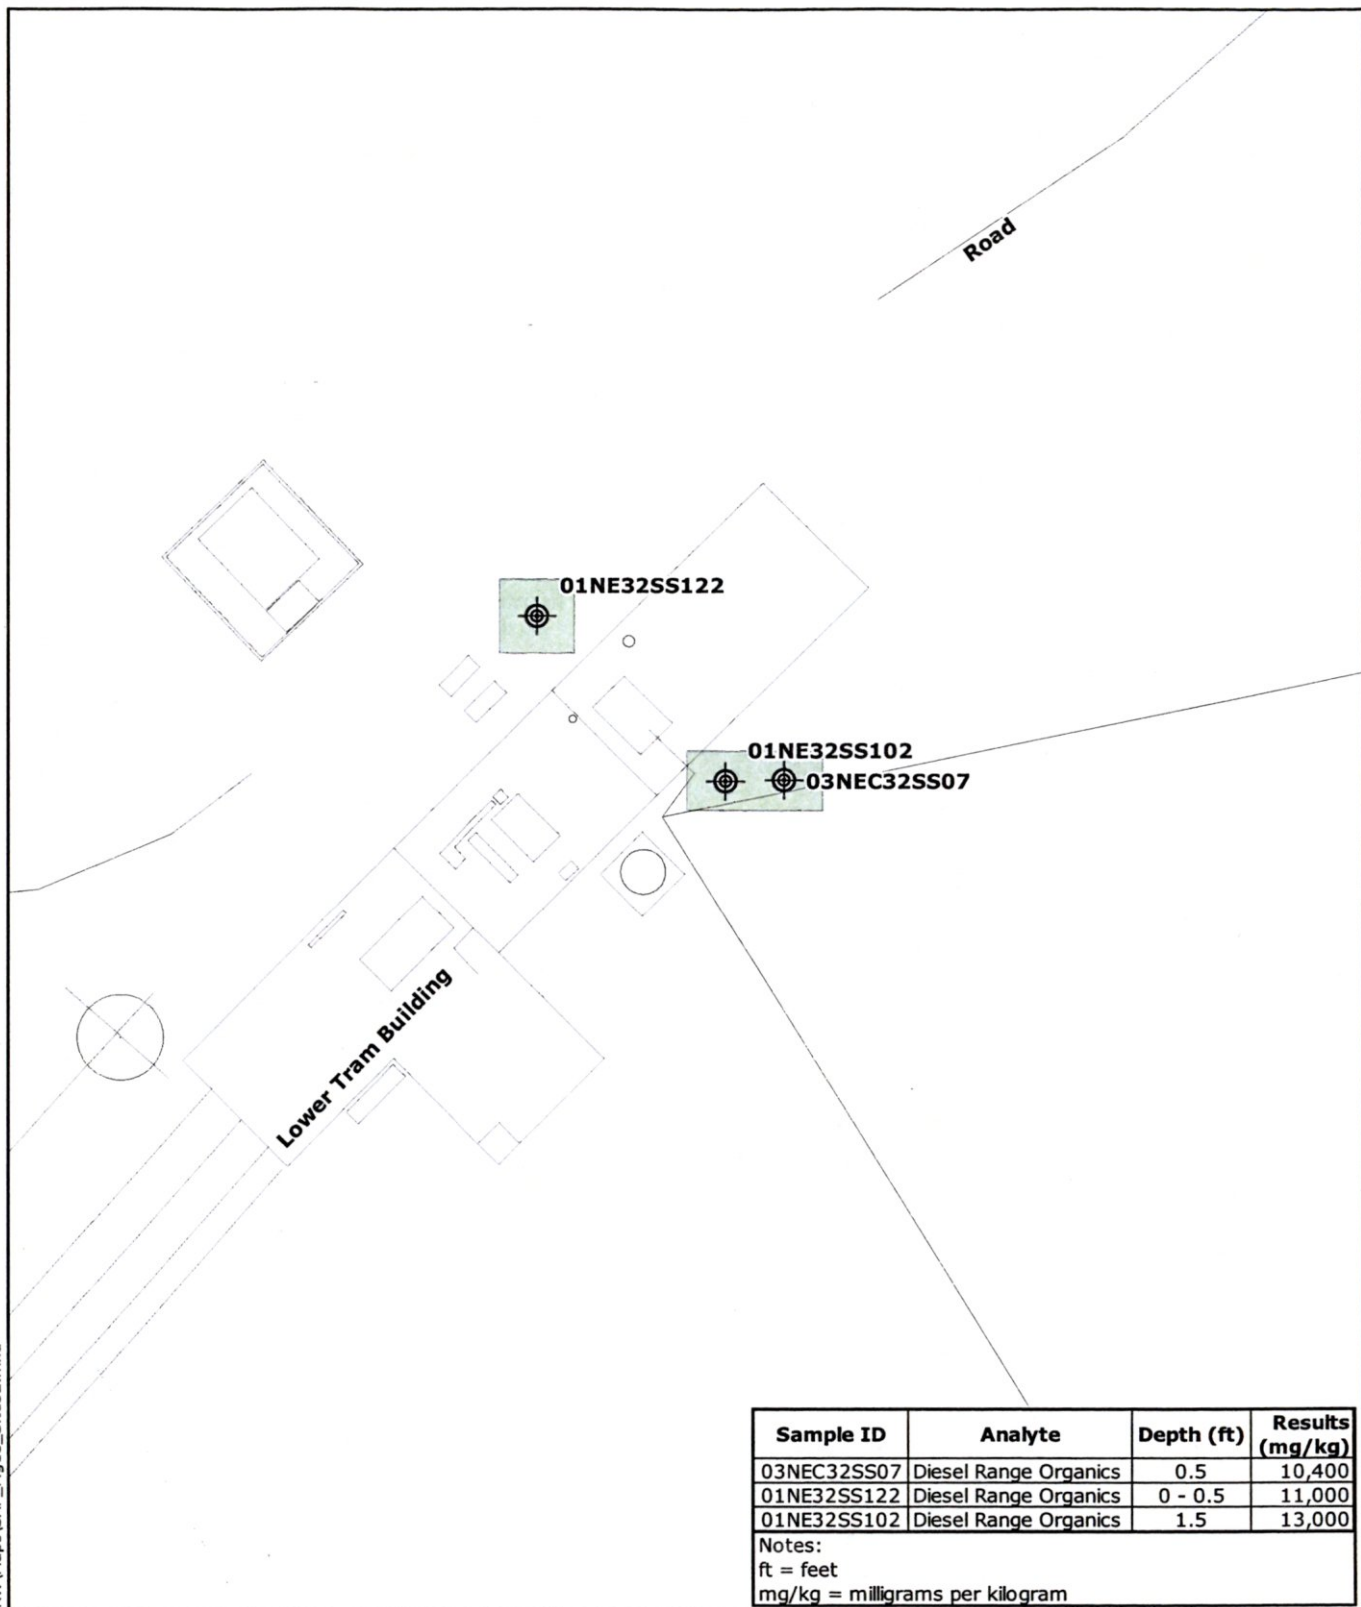 Road
01NE32SS122
01NE32SS102
03NEC32SS07
Lower Tram Building
Sample ID Analyte Depth (ft) Results (mg/kg)
03NEC32SS07 Diesel Range Organics 0.5 10,400
01NE32SS122 Diesel Range Organics 0 - 0.5 11,000
01NE32SS102 Diesel Range Organics 1.5 13,000
Notes:
ft = feet
mg/kg = milligrams per kilogram